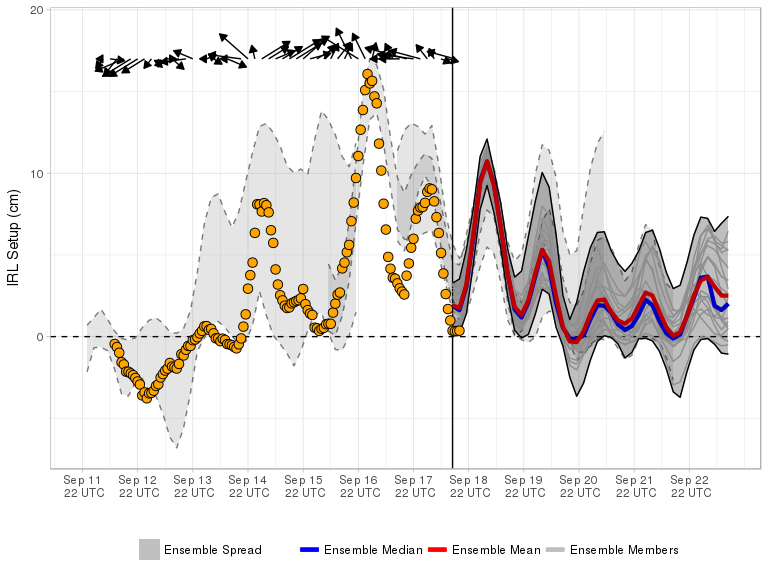 20
10
0
IRL Setup (cm)
Sep 11 Sep 12 Sep 13 Sep 14 Sep 15 Sep 16 Sep 17 Sep 18 Sep 19 Sep 20 Sep 21 Sep 22
22 UTC 22 UTC 22 UTC 22 UTC 22 UTC 22 UTC 22 UTC 22 UTC 22 UTC 22 UTC 22 UTC 22 UTC
Ensemble Spread Ensemble Median Ensemble Mean Ensemble Members